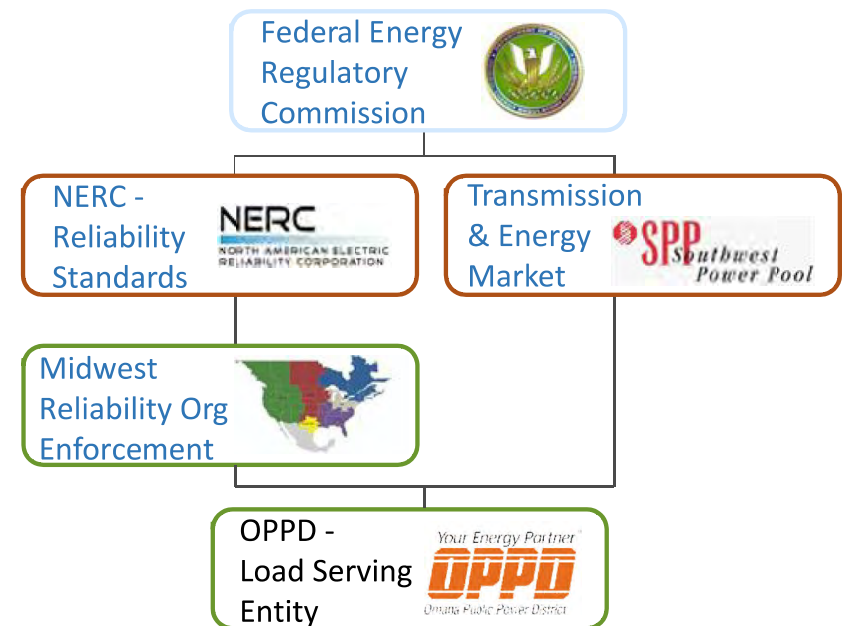 Federal Energy
Regulatory
Commission
NERC -
Reliability
Standards
NERC
NORTH AMERICAN ELECTRIC
RELIABILITY CORPORATION
Transmission
& Energy
Market
SPP
Southwest
Power Pool
Midwest
Reliability Org
Enforcement
OPPD -
Load Serving
Entity
Your Energy Partner
OPPD
Omaha Public Power District